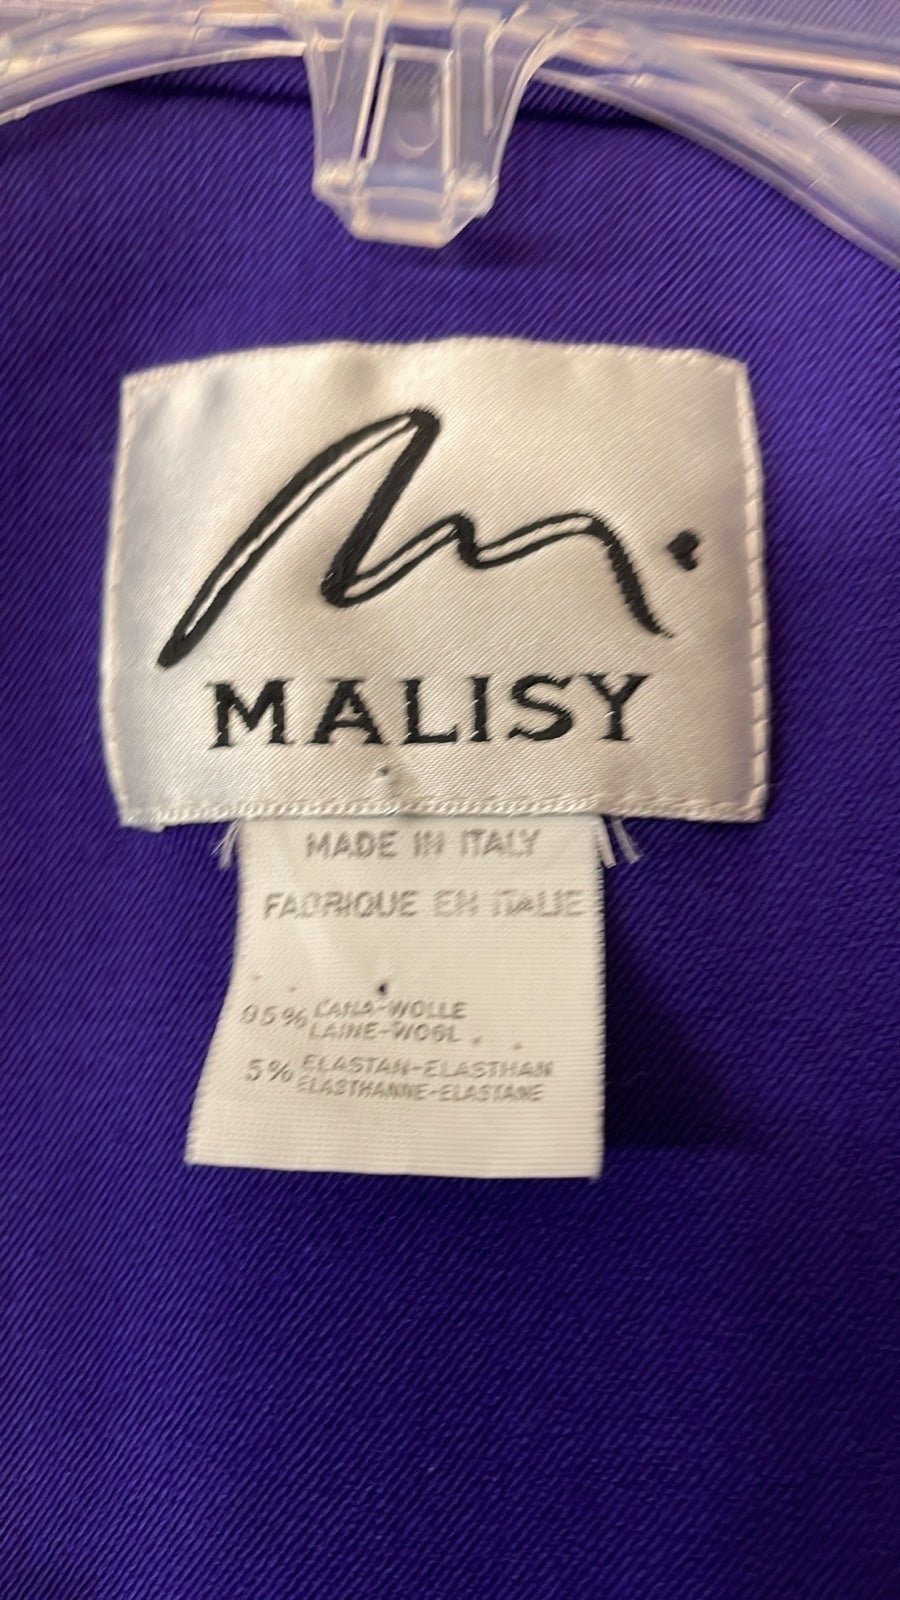 MALISY
MADE IN ITALY
FABRIQUE EN ITALIE
95% LANA-WOLLE
LAINE-WOOL
5% ELASTAN-ELASTHAN
ELASTHANNE-ELASTANE